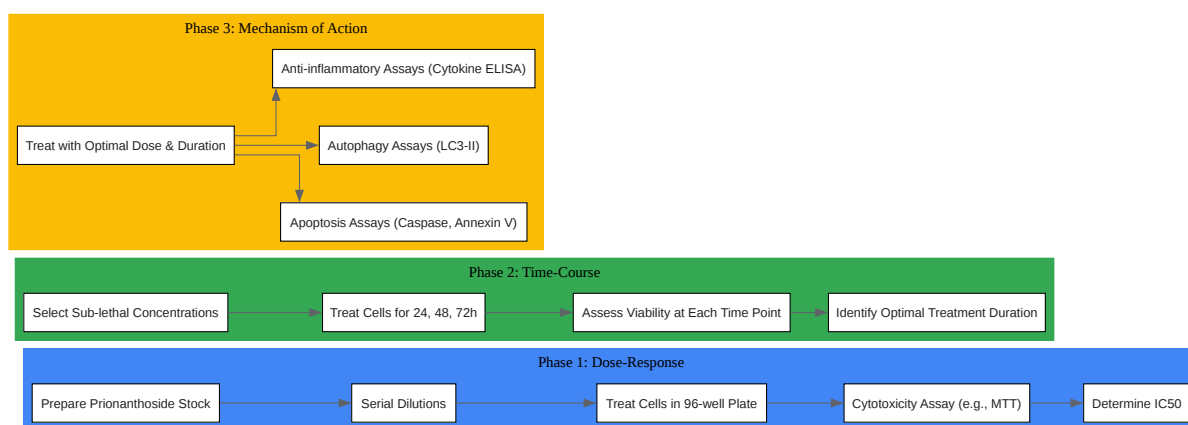 Phase 3: Mechanism of Action
Anti-inflammatory Assays (Cytokine ELISA)
Treat with Optimal Dose & Duration
Autophagy Assays (LC3-II)
Apoptosis Assays (Caspase, Annexin V)
Phase 2: Time-Course
Select Sub-lethal Concentrations
Treat Cells for 24, 48, 72h
Assess Viability at Each Time Point
Identify Optimal Treatment Duration
Phase 1: Dose-Response
Prepare Prionanthoside Stock
Serial Dilutions
Treat Cells in 96-well Plate
Cytotoxicity Assay (e.g., MTT)
Determine IC50